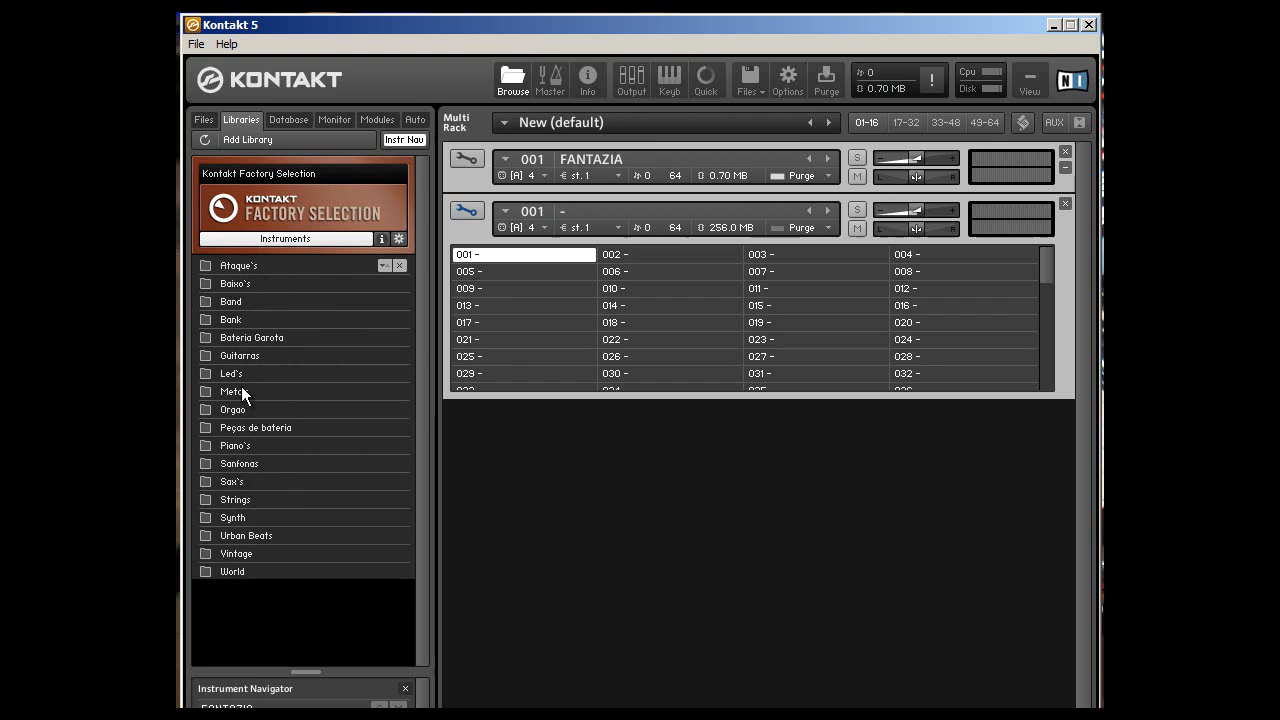 Kontakt 5
File Help
KONTAKT
Browse Master Info Output Keyb Quick Files Options Purge
0
0.70 MB
!
Cpu
Disk
View
NI
Files Libraries Database Monitor Modules Auto
Add Library Instr Nav
Multi Rack
New (default)
01-16 17-32 33-48 49-64 AUX
Kontakt Factory Selection
KONTAKT
FACTORY SELECTION
Instruments i
Ataque`s
Baixo`s
Band
Bank
Bateria Garota
Guitarras
Led`s
Orgao
Peças de bateria
Piano`s
Sanfonas
Sax`s
Strings
Synth
Urban Beats
Vintage
World
Instrument Navigator
FANTAZIA
001 FANTAZIA
[A] 4 st. 1 0 64 0.70 MB Purge
S
M
L R
001 -
[A] 4 st. 1 0 64 256.0 MB Purge
S
M
L R
001 - 002 - 003 - 004 -
005 - 006 - 007 - 008 -
009 - 010 - 011 - 012 -
013 - 014 - 015 - 016 -
017 - 018 - 019 - 020 -
021 - 022 - 023 - 024 -
025 - 026 - 027 - 028 -
029 - 030 - 031 - 032 -